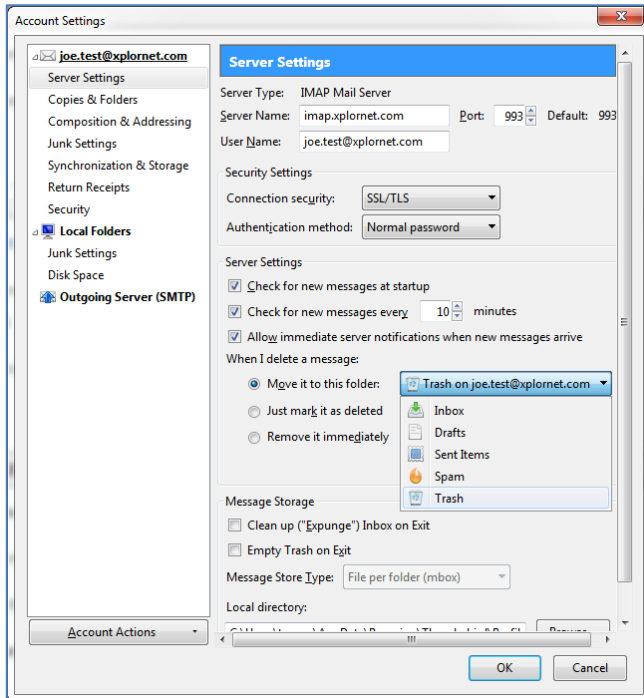 Account Settings
joe.test@xplornet.com
Server Settings
Copies & Folders
Composition & Addressing
Junk Settings
Synchronization & Storage
Return Receipts
Security
Local Folders
Junk Settings
Disk Space
Outgoing Server (SMTP)
Account Actions
Server Settings
Server Type: IMAP Mail Server
Server Name: imap.xplornet.com Port: 993 Default: 993
User Name: joe.test@xplornet.com
Security Settings
Connection security: SSL/TLS
Authentication method: Normal password
Server Settings
Check for new messages at startup
Check for new messages every 10 minutes
Allow immediate server notifications when new messages arrive
When I delete a message:
Move it to this folder: Trash on joe.test@xplornet.com
Just mark it as deleted
Remove it immediately
Inbox
Drafts
Sent Items
Spam
Trash
Message Storage
Clean up ("Expunge") Inbox on Exit
Empty Trash on Exit
Message Store Type: File per folder (mbox)
Local directory:
OK Cancel